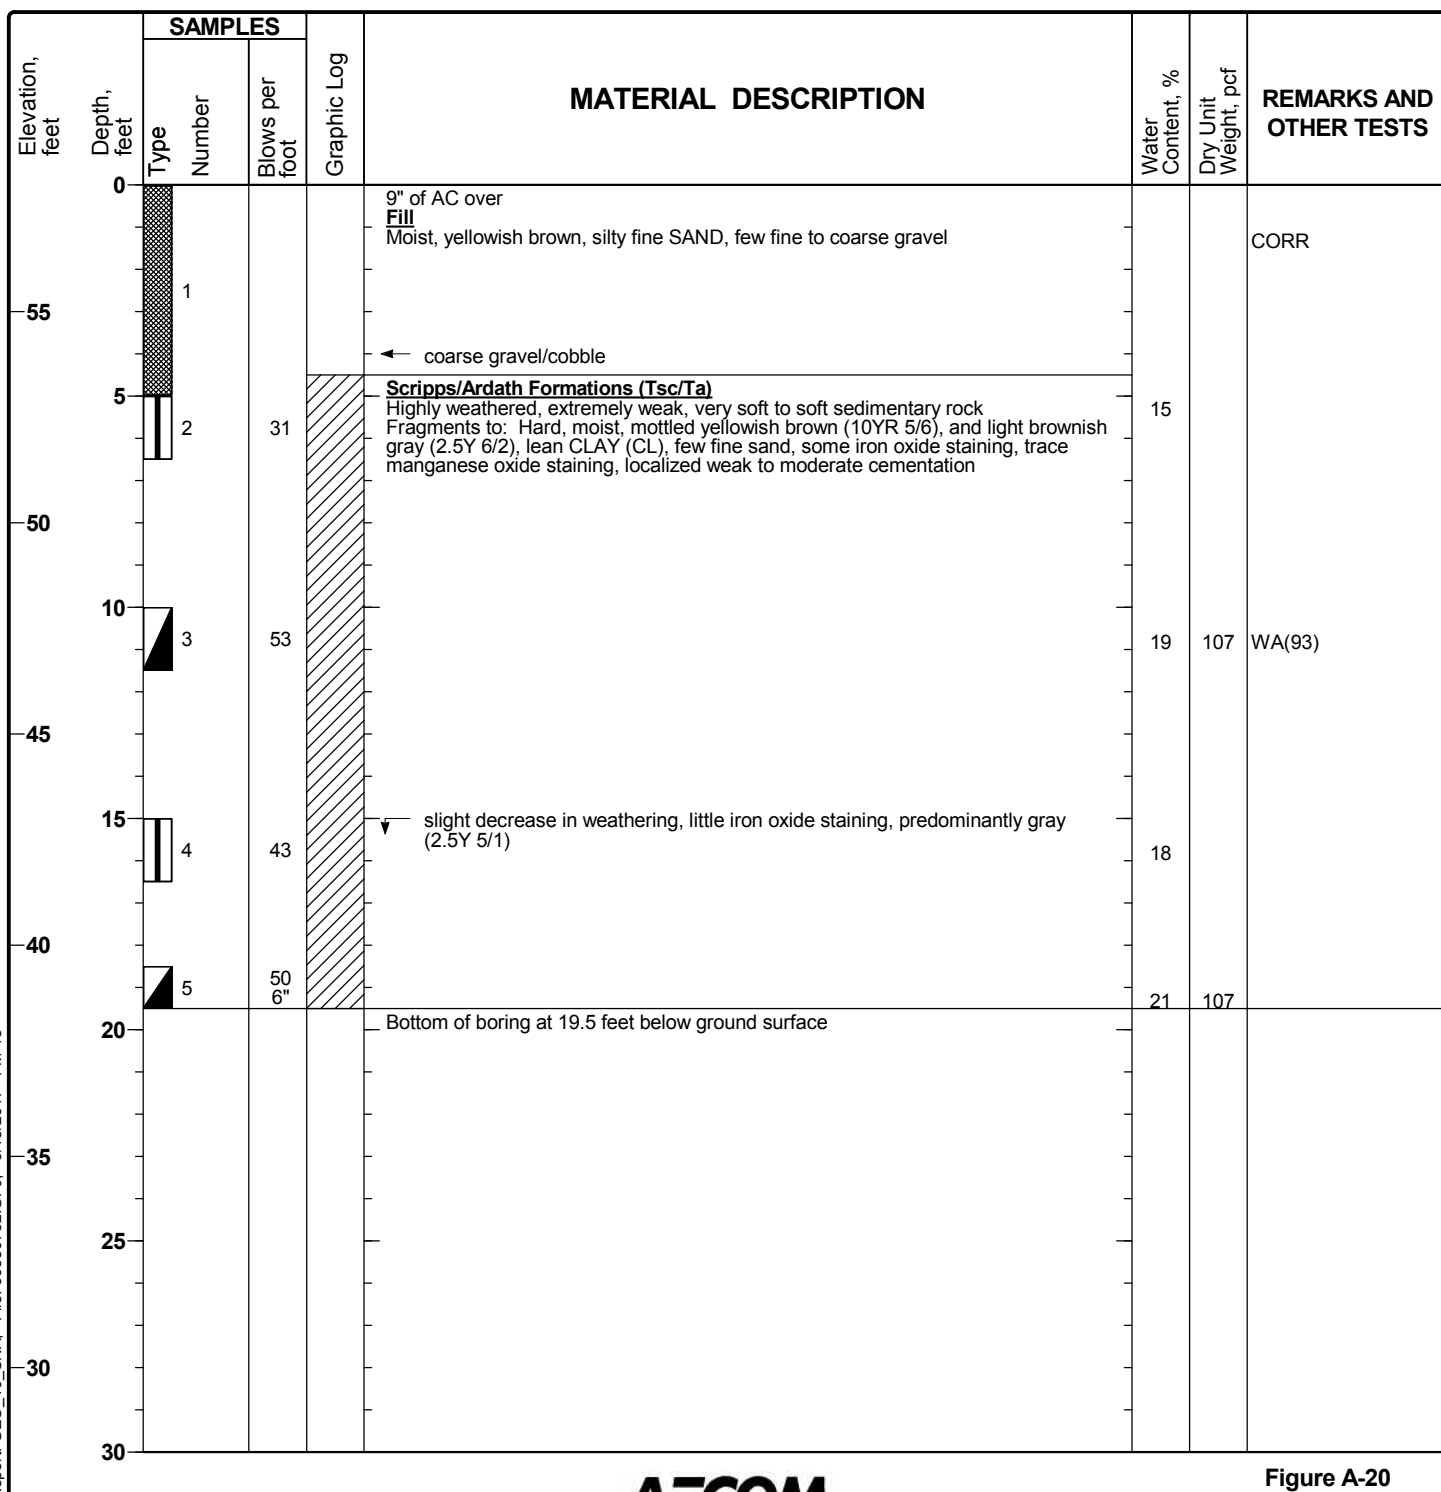 SAMPLES
Elevation, feet
Depth, feet
Type
Number
Blows per foot
Graphic Log
MATERIAL DESCRIPTION
Water Content, %
Dry Unit Weight, pcf
REMARKS AND
OTHER TESTS
0
9" of AC over
Fill
Moist, yellowish brown, silty fine SAND, few fine to coarse gravel
CORR
1
55
coarse gravel/cobble
Scripps/Ardath Formations (Tsc/Ta)
5
Highly weathered, extremely weak, very soft to soft sedimentary rock
15
2 31
Fragments to: Hard, moist, mottled yellowish brown (10YR 5/6), and light brownish
gray (2.5Y 6/2), lean CLAY (CL), few fine sand, some iron oxide staining, trace
manganese oxide staining, localized weak to moderate cementation
50
10
3 53 19 107 WA(93)
45
15
slight decrease in weathering, little iron oxide staining, predominantly gray
(2.5Y 5/1)
4 43 18
40
5
50
6"
21 107
20
Bottom of boring at 19.5 feet below ground surface
35
25
30
30
AECOM
Figure A-20